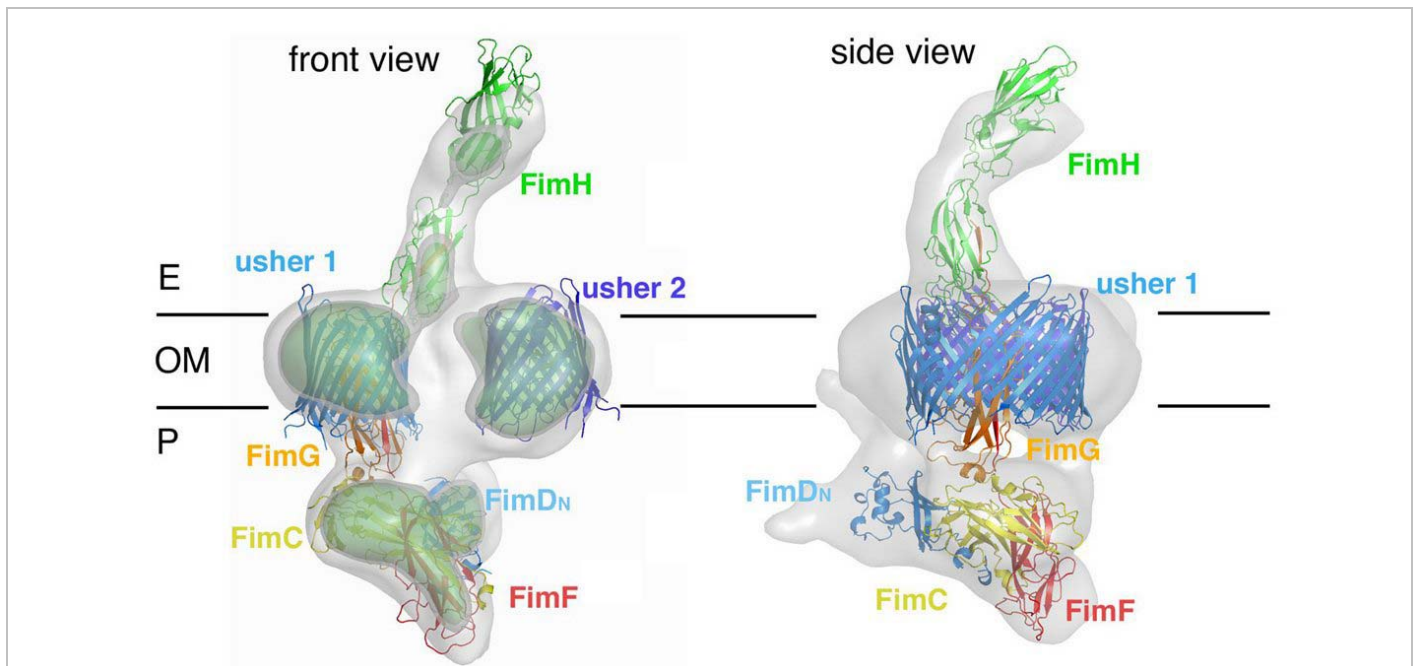 front view
side view
FimH
FimH
usher 1
usher 2
usher 1
E
OM
P
FimG
FimG
FimDN
FimDN
FimC
FimC
FimF
FimF